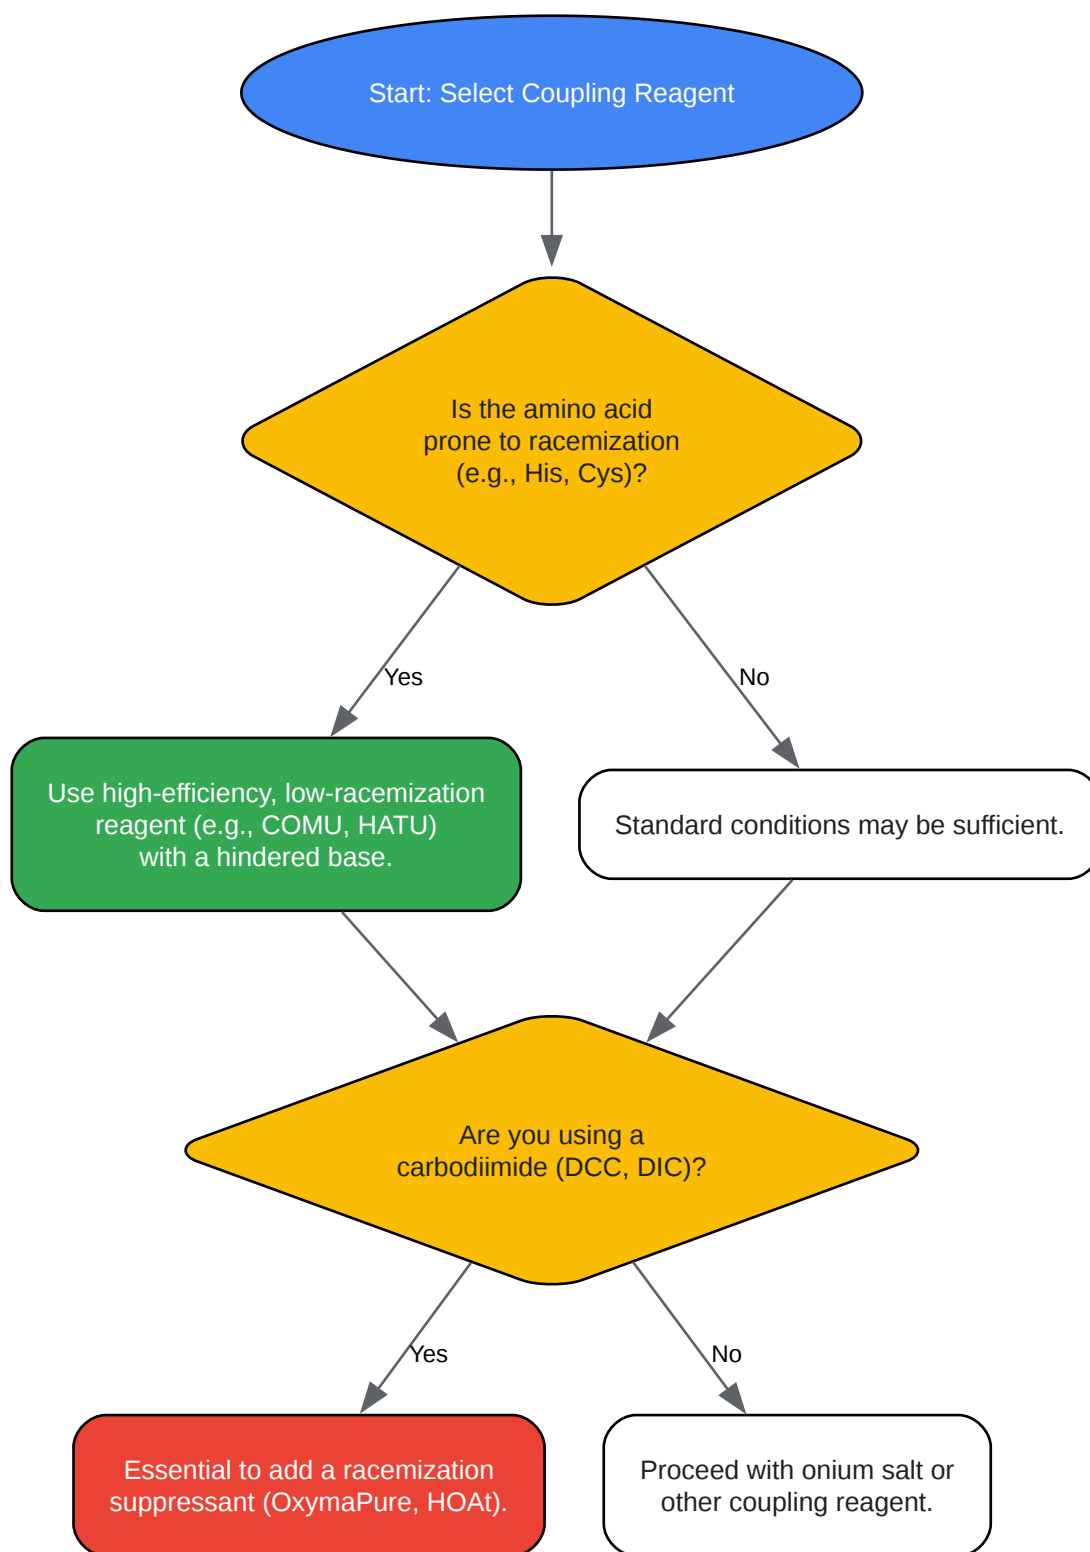 Start: Select Coupling Reagent
Is the amino acid
prone to racemization
(e.g., His, Cys)?
Yes
No
Use high-efficiency, low-racemization
reagent (e.g., COMU, HATU)
with a hindered base.
Standard conditions may be sufficient.
Are you using a
carbodiimide (DCC, DIC)?
Yes
No
Essential to add a racemization
suppressant (OxymaPure, HOAt).
Proceed with onium salt or
other coupling reagent.